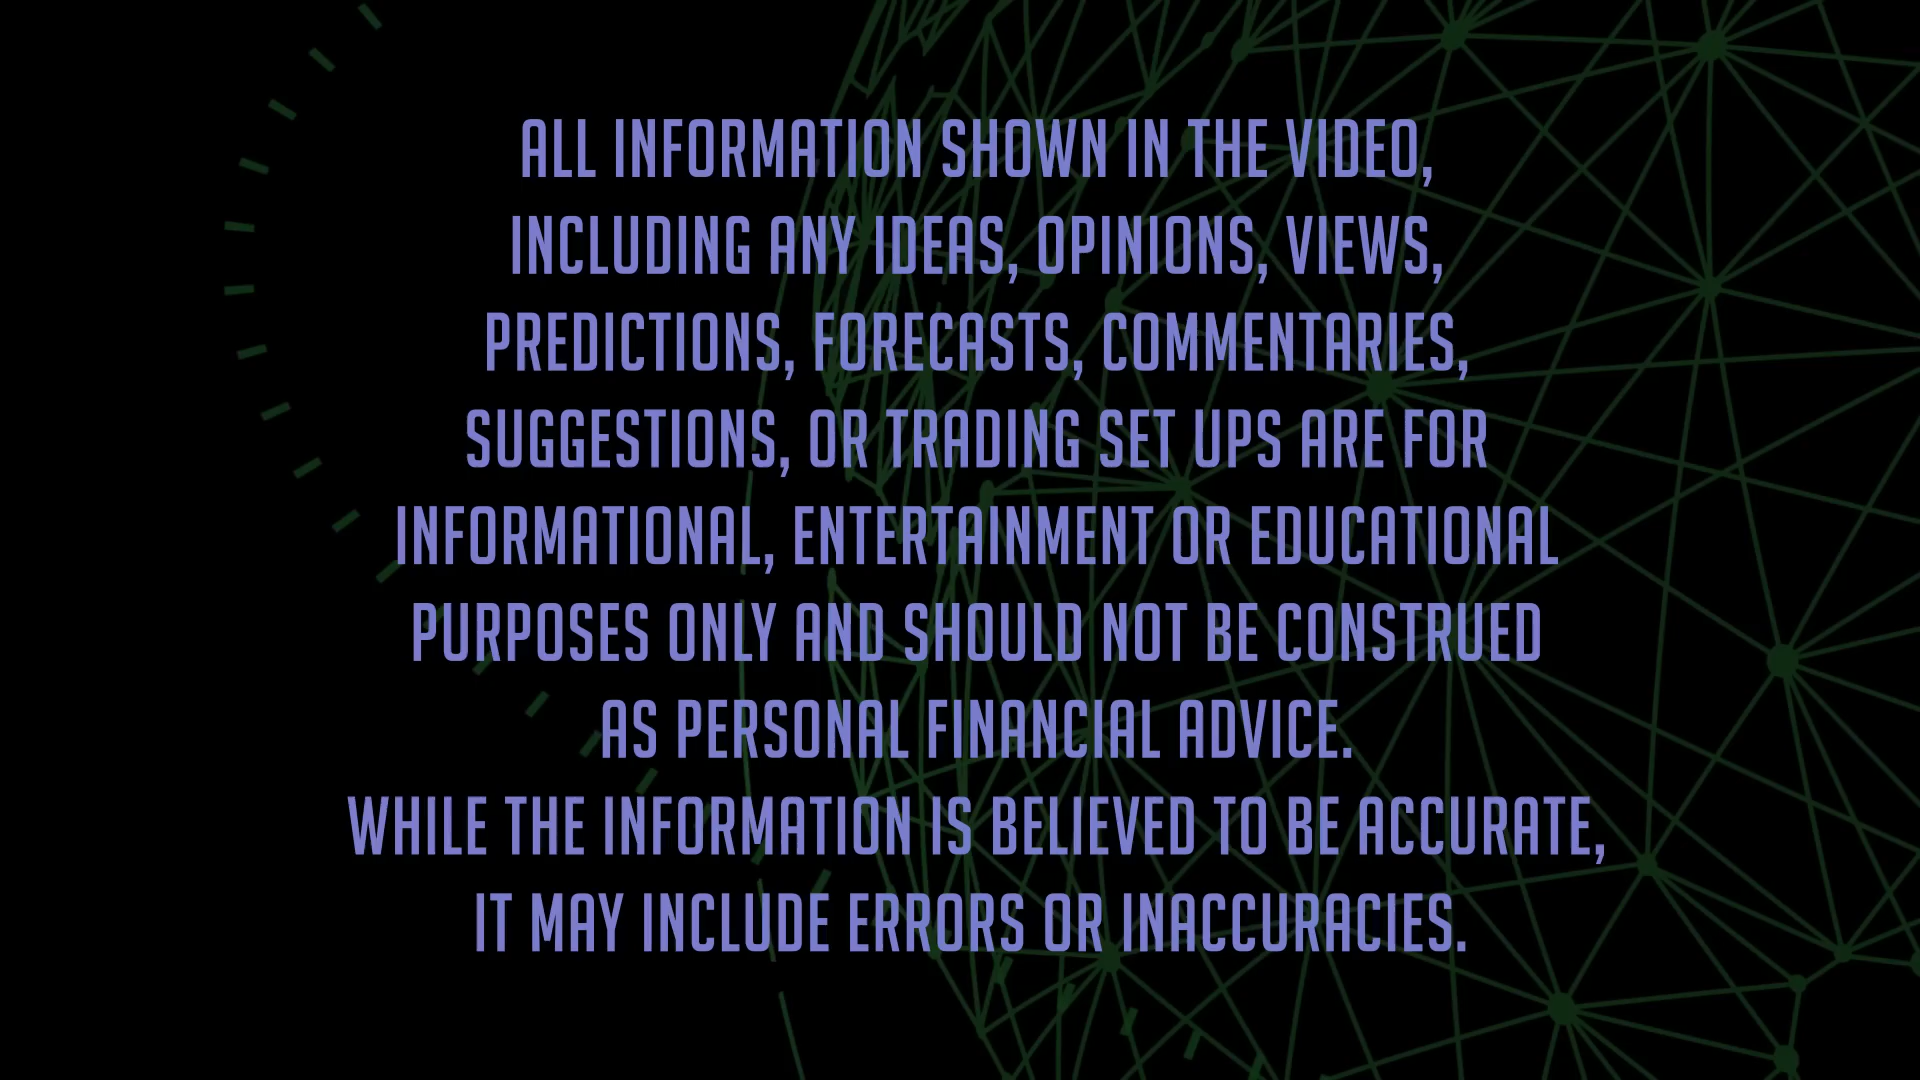 ALL INFORMATION SHOWN IN THE VIDEO,
INCLUDING ANY IDEAS, OPINIONS, VIEWS,
PREDICTIONS, FORECASTS, COMMENTARIES,
SUGGESTIONS, OR TRADING SET UPS ARE FOR
INFORMATIONAL, ENTERTAINMENT OR EDUCATIONAL
PURPOSES ONLY AND SHOULD NOT BE CONSTRUED
AS PERSONAL FINANCIAL ADVICE.
WHILE THE INFORMATION IS BELIEVED TO BE ACCURATE,
IT MAY INCLUDE ERRORS OR INACCURACIES.